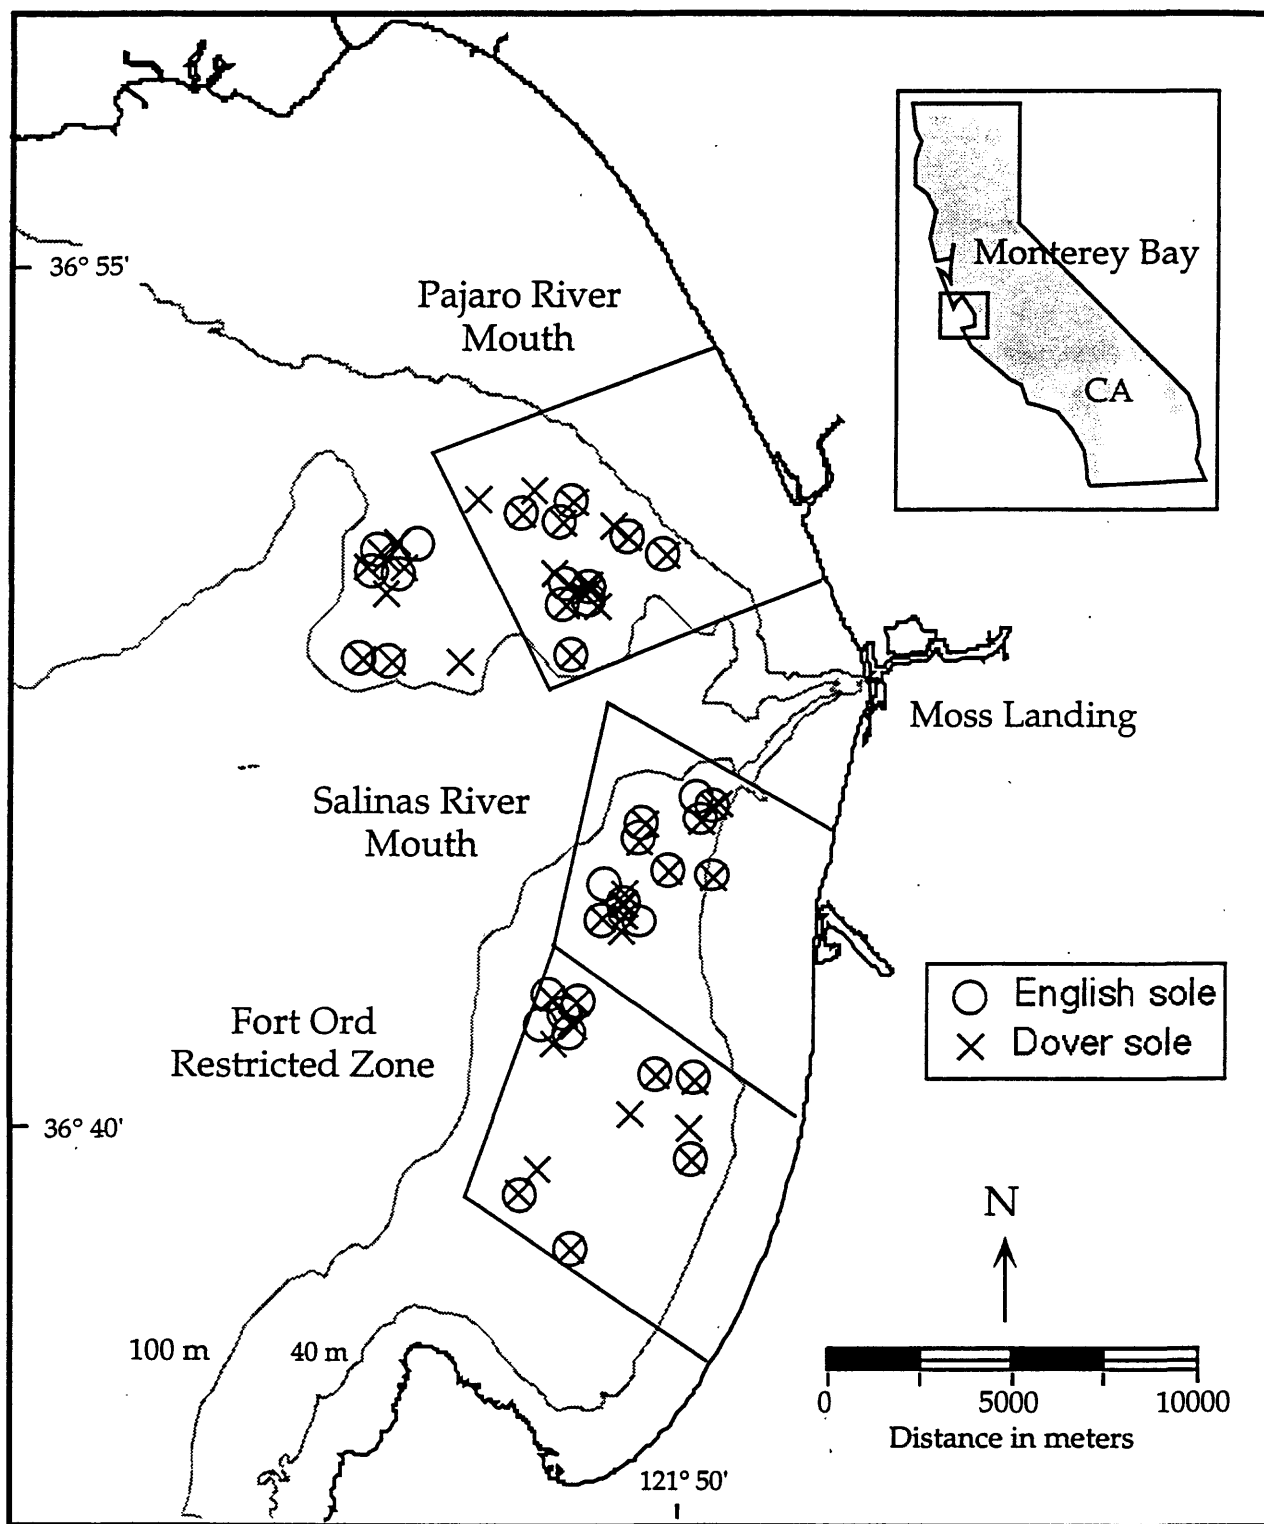 Monterey Bay
36° 55'
Pajaro River
Mouth
CA
Moss Landing
Salinas River
Mouth
English sole
Dover sole
Fort Ord
Restricted Zone
36° 40'
N
100 m
40 m
0
5000
10000
Distance in meters
121° 50'